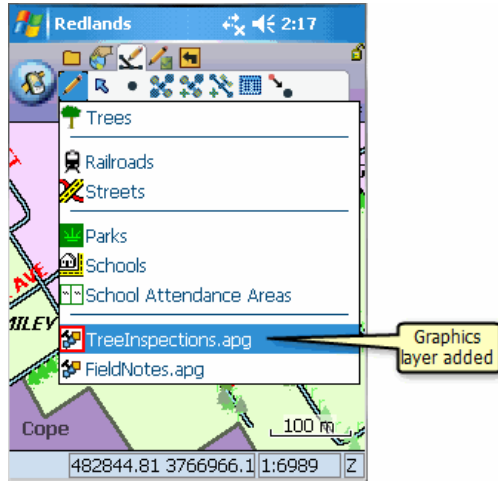 Redlands 2:17
Trees
Railroads
Streets
Parks
Schools
School Attendance Areas
TreeInspections.apg
Graphics
layer added
FieldNotes.apg
AVE
Cope
100 m
482844.81 3766966.1 1:6989 Z